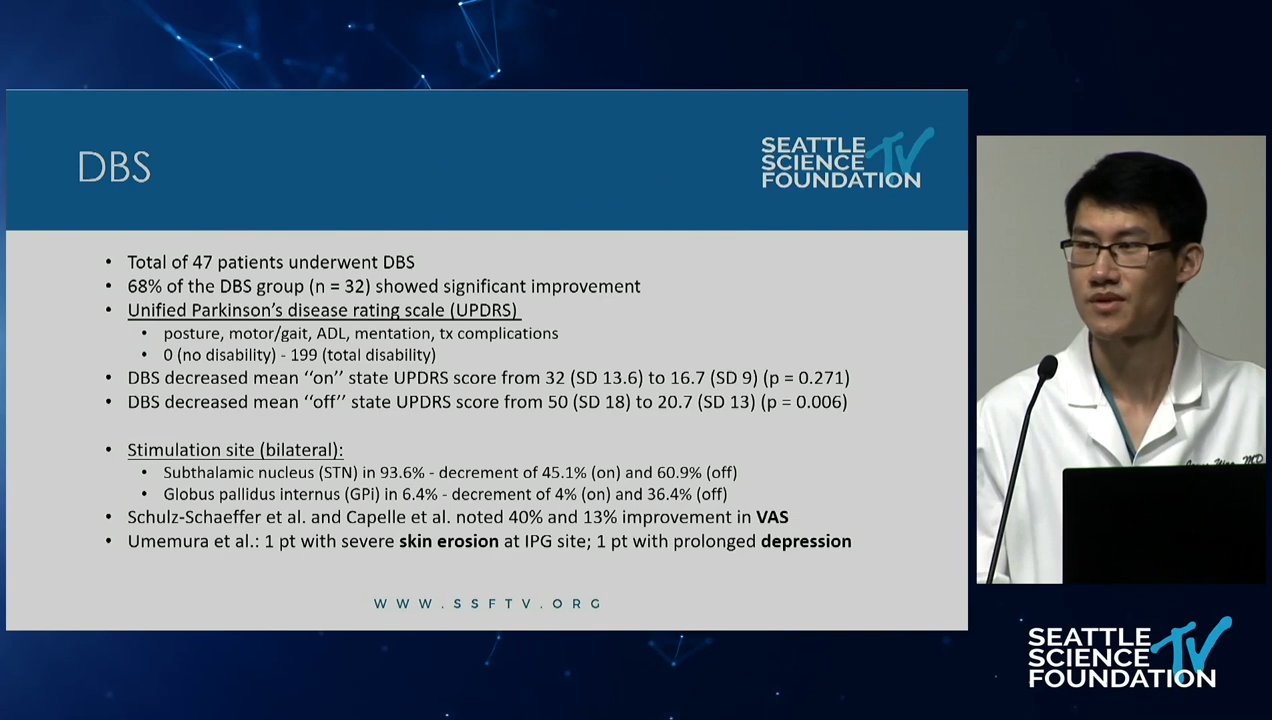 DBS
SEATTLE
SCIENCE TV
FOUNDATION
• Total of 47 patients underwent DBS
• 68% of the DBS group (n = 32) showed significant improvement
• Unified Parkinson’s disease rating scale (UPDRS)
• posture, motor/gait, ADL, mentation, tx complications
• 0 (no disability) - 199 (total disability)
• DBS decreased mean ‘‘on’’ state UPDRS score from 32 (SD 13.6) to 16.7 (SD 9) (p = 0.271)
• DBS decreased mean ‘‘off’’ state UPDRS score from 50 (SD 18) to 20.7 (SD 13) (p = 0.006)
• Stimulation site (bilateral):
• Subthalamic nucleus (STN) in 93.6% - decrement of 45.1% (on) and 60.9% (off)
• Globus pallidus internus (GPi) in 6.4% - decrement of 4% (on) and 36.4% (off)
• Schulz-Schaeffer et al. and Capelle et al. noted 40% and 13% improvement in VAS
• Umemura et al.: 1 pt with severe skin erosion at IPG site; 1 pt with prolonged depression
WWW.SSFTV.ORG
SEATTLE
SCIENCE TV
FOUNDATION